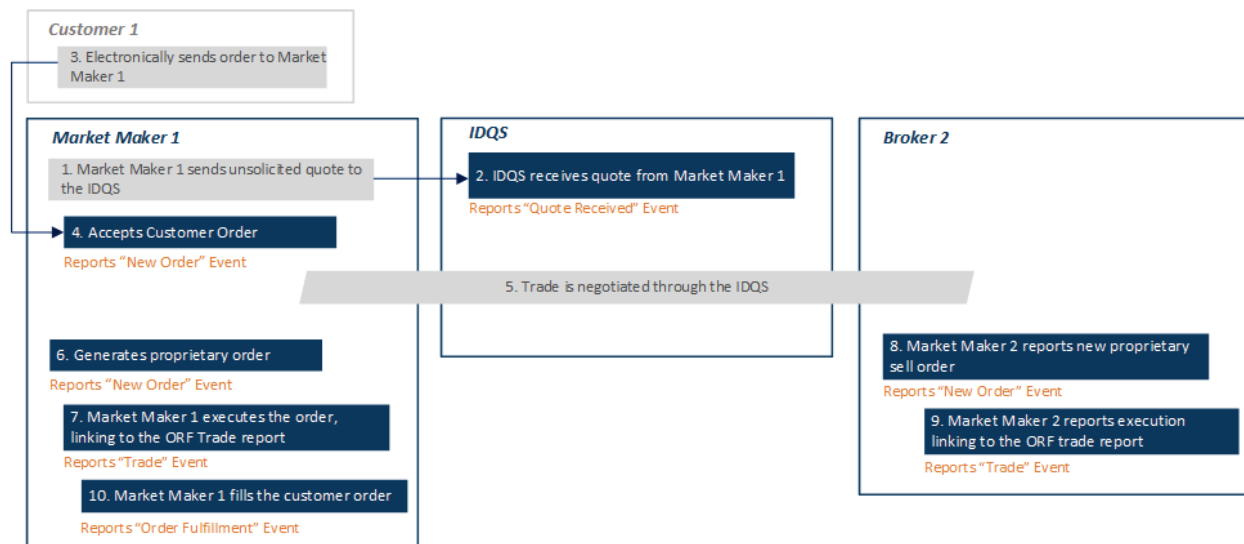 Customer 1
3. Electronically sends order to Market
Maker 1
Market Maker 1
1. Market Maker 1 sends unsolicited quote to
the IDQS
4. Accepts Customer Order
Reports “New Order” Event
IDQS
2. IDQS receives quote from Market Maker 1
Reports “Quote Received” Event
Broker 2
5. Trade is negotiated through the IDQS
6. Generates proprietary order
Reports “New Order” Event
7. Market Maker 1 executes the order,
linking to the ORF Trade report
Reports “Trade” Event
10. Market Maker 1 fills the customer order
Reports “Order Fulfillment” Event
8. Market Maker 2 reports new proprietary
sell order
Reports “New Order” Event
9. Market Maker 2 reports execution
linking to the ORF trade report
Reports “Trade” Event